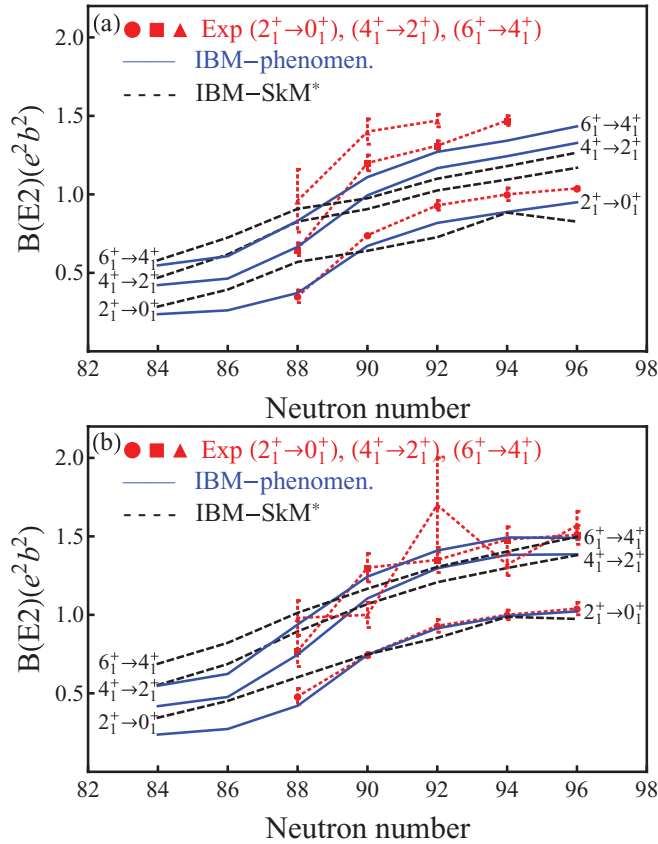 (a)
Exp (2₁⁺→0₁⁺), (4₁⁺→2₁⁺), (6₁⁺→4₁⁺)
IBM−phenomen.
IBM−SkM*
B(E2)(e²b²)
2.0
1.5
1.0
0.5
6₁⁺→4₁⁺
4₁⁺→2₁⁺
2₁⁺→0₁⁺
6₁⁺→4₁⁺
4₁⁺→2₁⁺
2₁⁺→0₁⁺
82 84 86 88 90 92 94 96 98
Neutron number
(b)
Exp (2₁⁺→0₁⁺), (4₁⁺→2₁⁺), (6₁⁺→4₁⁺)
IBM−phenomen.
IBM−SkM*
B(E2)(e²b²)
2.0
1.5
1.0
0.5
6₁⁺→4₁⁺
4₁⁺→2₁⁺
2₁⁺→0₁⁺
6₁⁺→4₁⁺
4₁⁺→2₁⁺
2₁⁺→0₁⁺
82 84 86 88 90 92 94 96 98
Neutron number